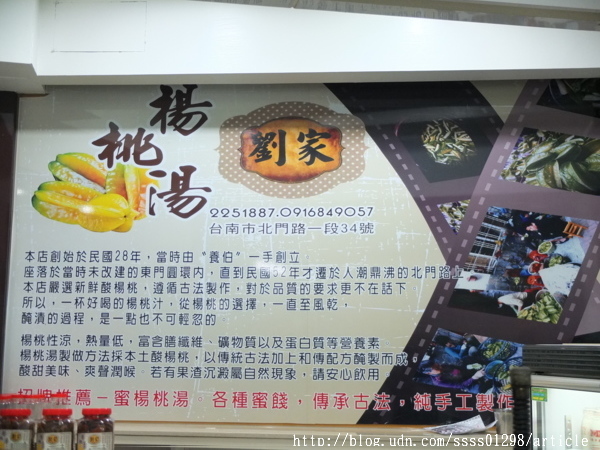 楊桃湯
劉家
2251887.0916849057
台南市北門路一段34號
本店創始於民國28年，當時由"養伯"一手創立
座落於當時未改建的東門圓環內，直到民國62年才遷於人潮鼎沸的北門路上
本店嚴選新鮮酸楊桃，遵循古法製作，對於品質的要求更不在話下
所以，一杯好喝的楊桃汁，從楊桃的選擇，一直至風乾，
醃漬的過程，是一點也不可輕忽的。
楊桃性涼，熱量低，富含膳纖維、礦物質以及蛋白質等營養素
楊桃湯製做方法採本土酸楊桃，以傳統古法加上和傳配方醃製而成，
酸甜美味、爽聲潤喉。若有果渣沉澱屬自然現象，請安心飲用
招牌推薦－蜜楊桃湯。各種蜜餞，傳承古法，純手工製作
http://blog.udn.com/ssss01298/article